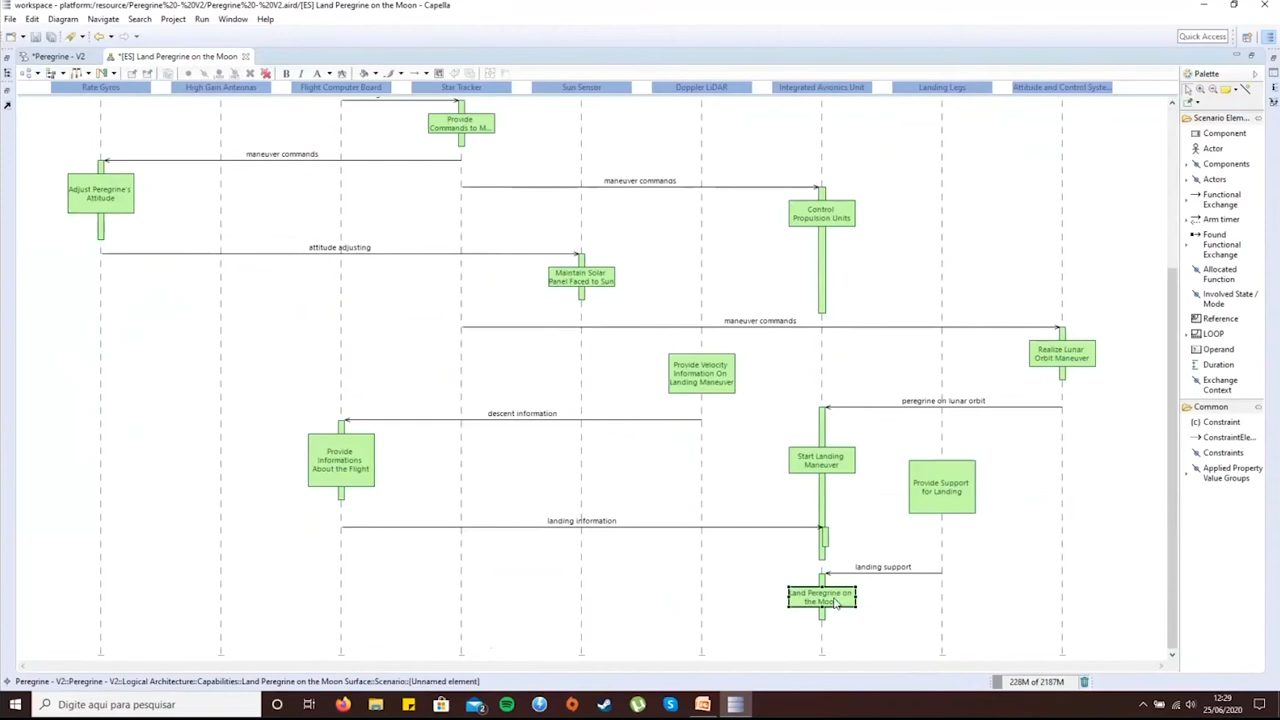 workspace - platform:/resource/Peregrine%20-%20V2/Peregrine%20-%20V2.aird/[ES] Land Peregrine on the Moon - Capella
File Edit Diagram Navigate Search Project Run Window Help
Quick Access
*Peregrine - V2
*[ES] Land Peregrine on the Moon
Rate Gyros
High Gain Antennas
Flight Computer Board
Star Tracker
Sun Sensor
Doppler LiDAR
Integrated Avionics Unit
Landing Legs
Attitude and Control Syste...
Provide
Commands to M...
maneuver commands
Adjust Peregrine's
Attitude
maneuver commands
Control
Propulsion Units
attitude adjusting
Maintain Solar
Panel Faced to Sun
maneuver commands
Realize Lunar
Orbit Maneuver
Provide Velocity
Information On
Landing Maneuver
peregrine on lunar orbit
descent information
Provide
Informations
About the Flight
Start Landing
Maneuver
Provide Support
for Landing
landing information
landing support
Land Peregrine on
the Moon
Palette
Scenario Elem...
Component
Actor
Components
Actors
Functional
Exchange
Arm timer
Found
Functional
Exchange
Allocated
Function
Involved State /
Mode
Reference
LOOP
Operand
Duration
Exchange
Context
Common
Constraint
ConstraintEle...
Constraints
Applied Property
Value Groups
Peregrine - V2::Peregrine - V2::Logical Architecture::Capabilities::Land Peregrine on the Moon Surface::Scenario:[Unnamed element]
228M of 2187M
Digite aqui para pesquisar
12:29
25/06/2020